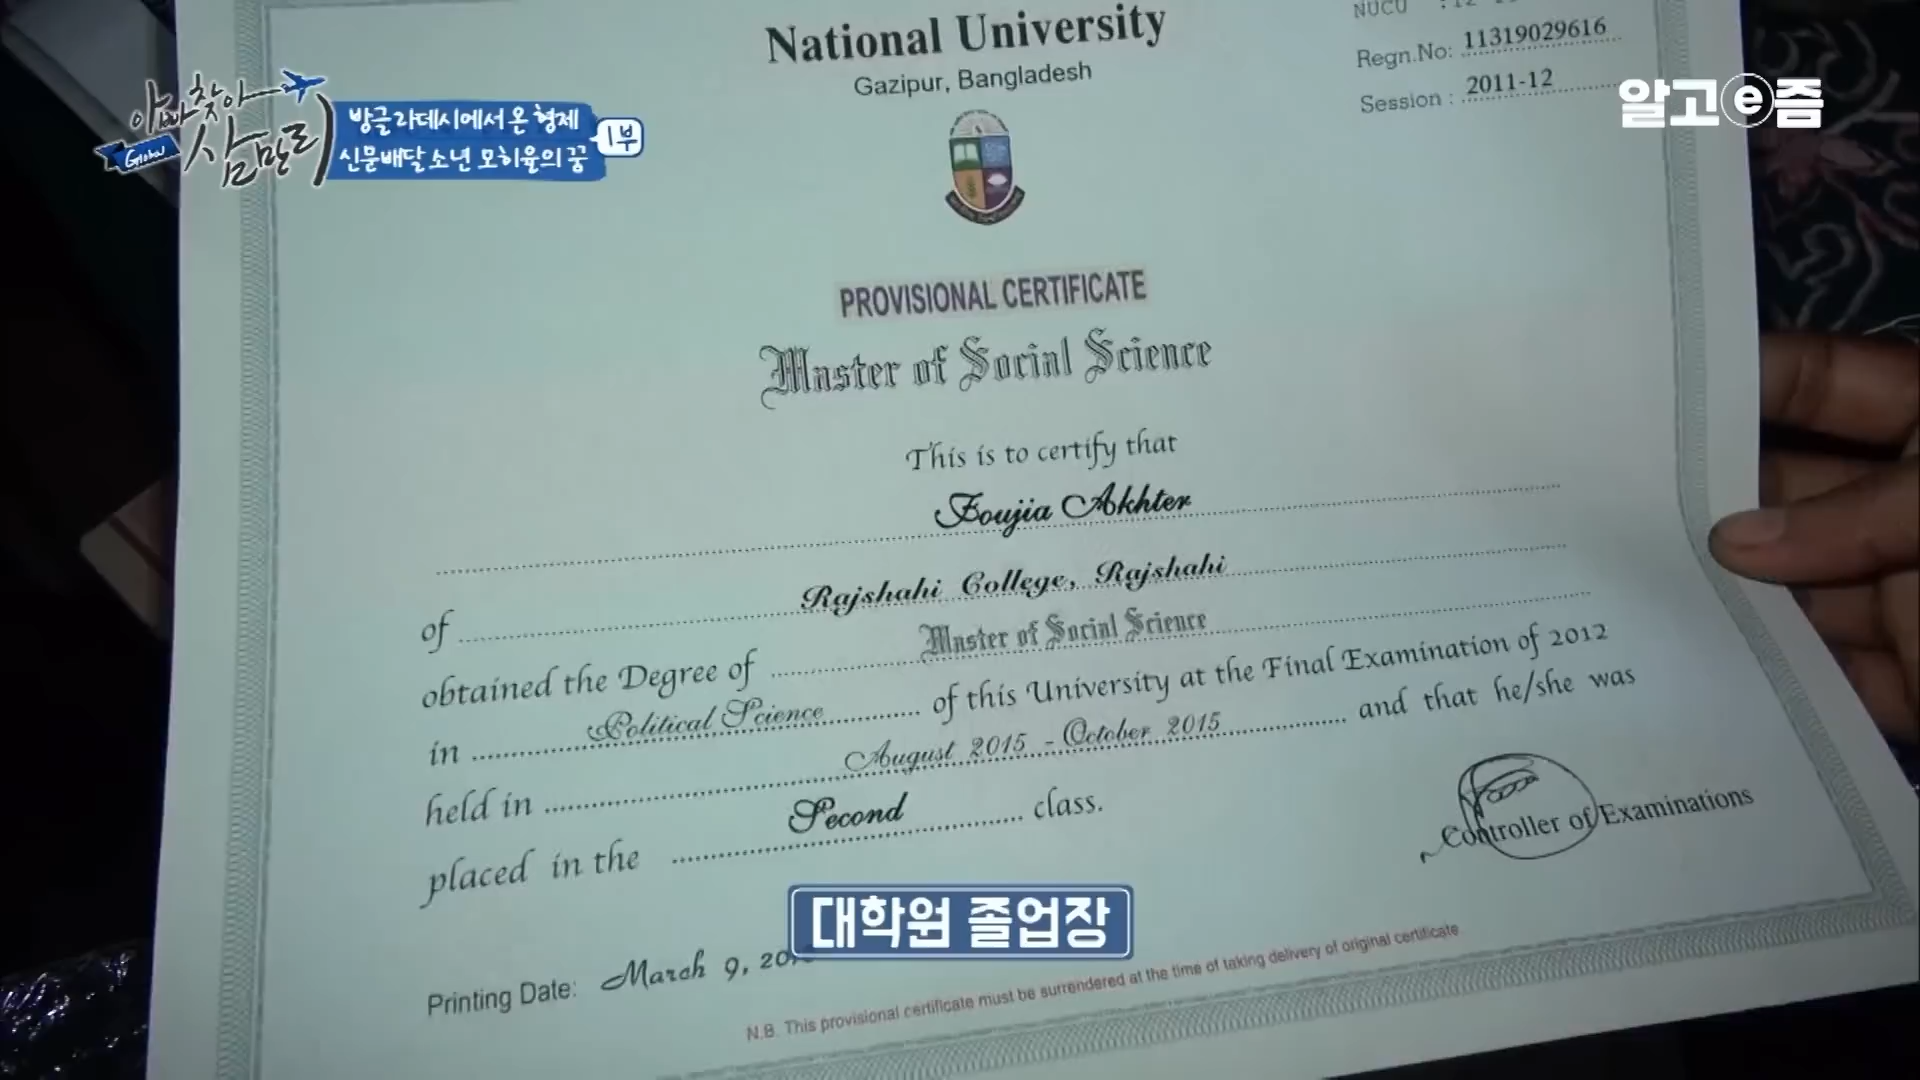 National University
Gazipur, Bangladesh
NUCU :
Regn.No: 11319029616
Session : 2011-12
아빠 찾아
삼만리
Global
방글라데시에서 온 형제
신문배달 소년 모히율의 꿈
1부
알고e즘
PROVISIONAL CERTIFICATE
Master of Social Science
This is to certify that
Foujia Akhter
of Rajshahi College, Rajshahi
obtained the Degree of Master of Social Science
in Political Science of this University at the Final Examination of 2012
held in August 2015 - October 2015 and that he/she was
placed in the Second class.
Controller of Examinations
대학원 졸업장
Printing Date: March 9,
N.B. This provisional certificate must be surrendered at the time of taking delivery of original certificate